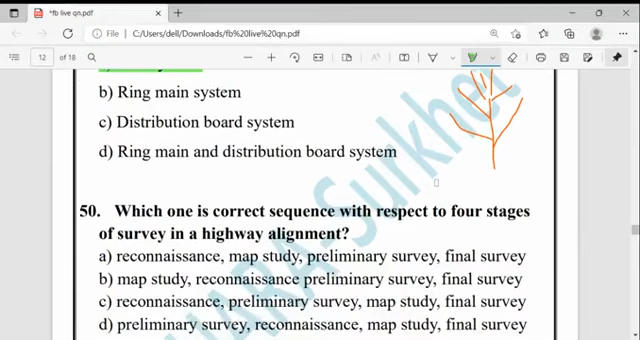 *fb live qn.pdf
File
C:/Users/dell/Downloads/fb%20live%20qn.pdf
12 of 18
b) Ring main system
c) Distribution board system
d) Ring main and distribution board system
50. Which one is correct sequence with respect to four stages
of survey in a highway alignment?
a) reconnaissance, map study, preliminary survey, final survey
b) map study, reconnaissance preliminary survey, final survey
c) reconnaissance, preliminary survey, map study, final survey
d) preliminary survey, reconnaissance, map study, final survey